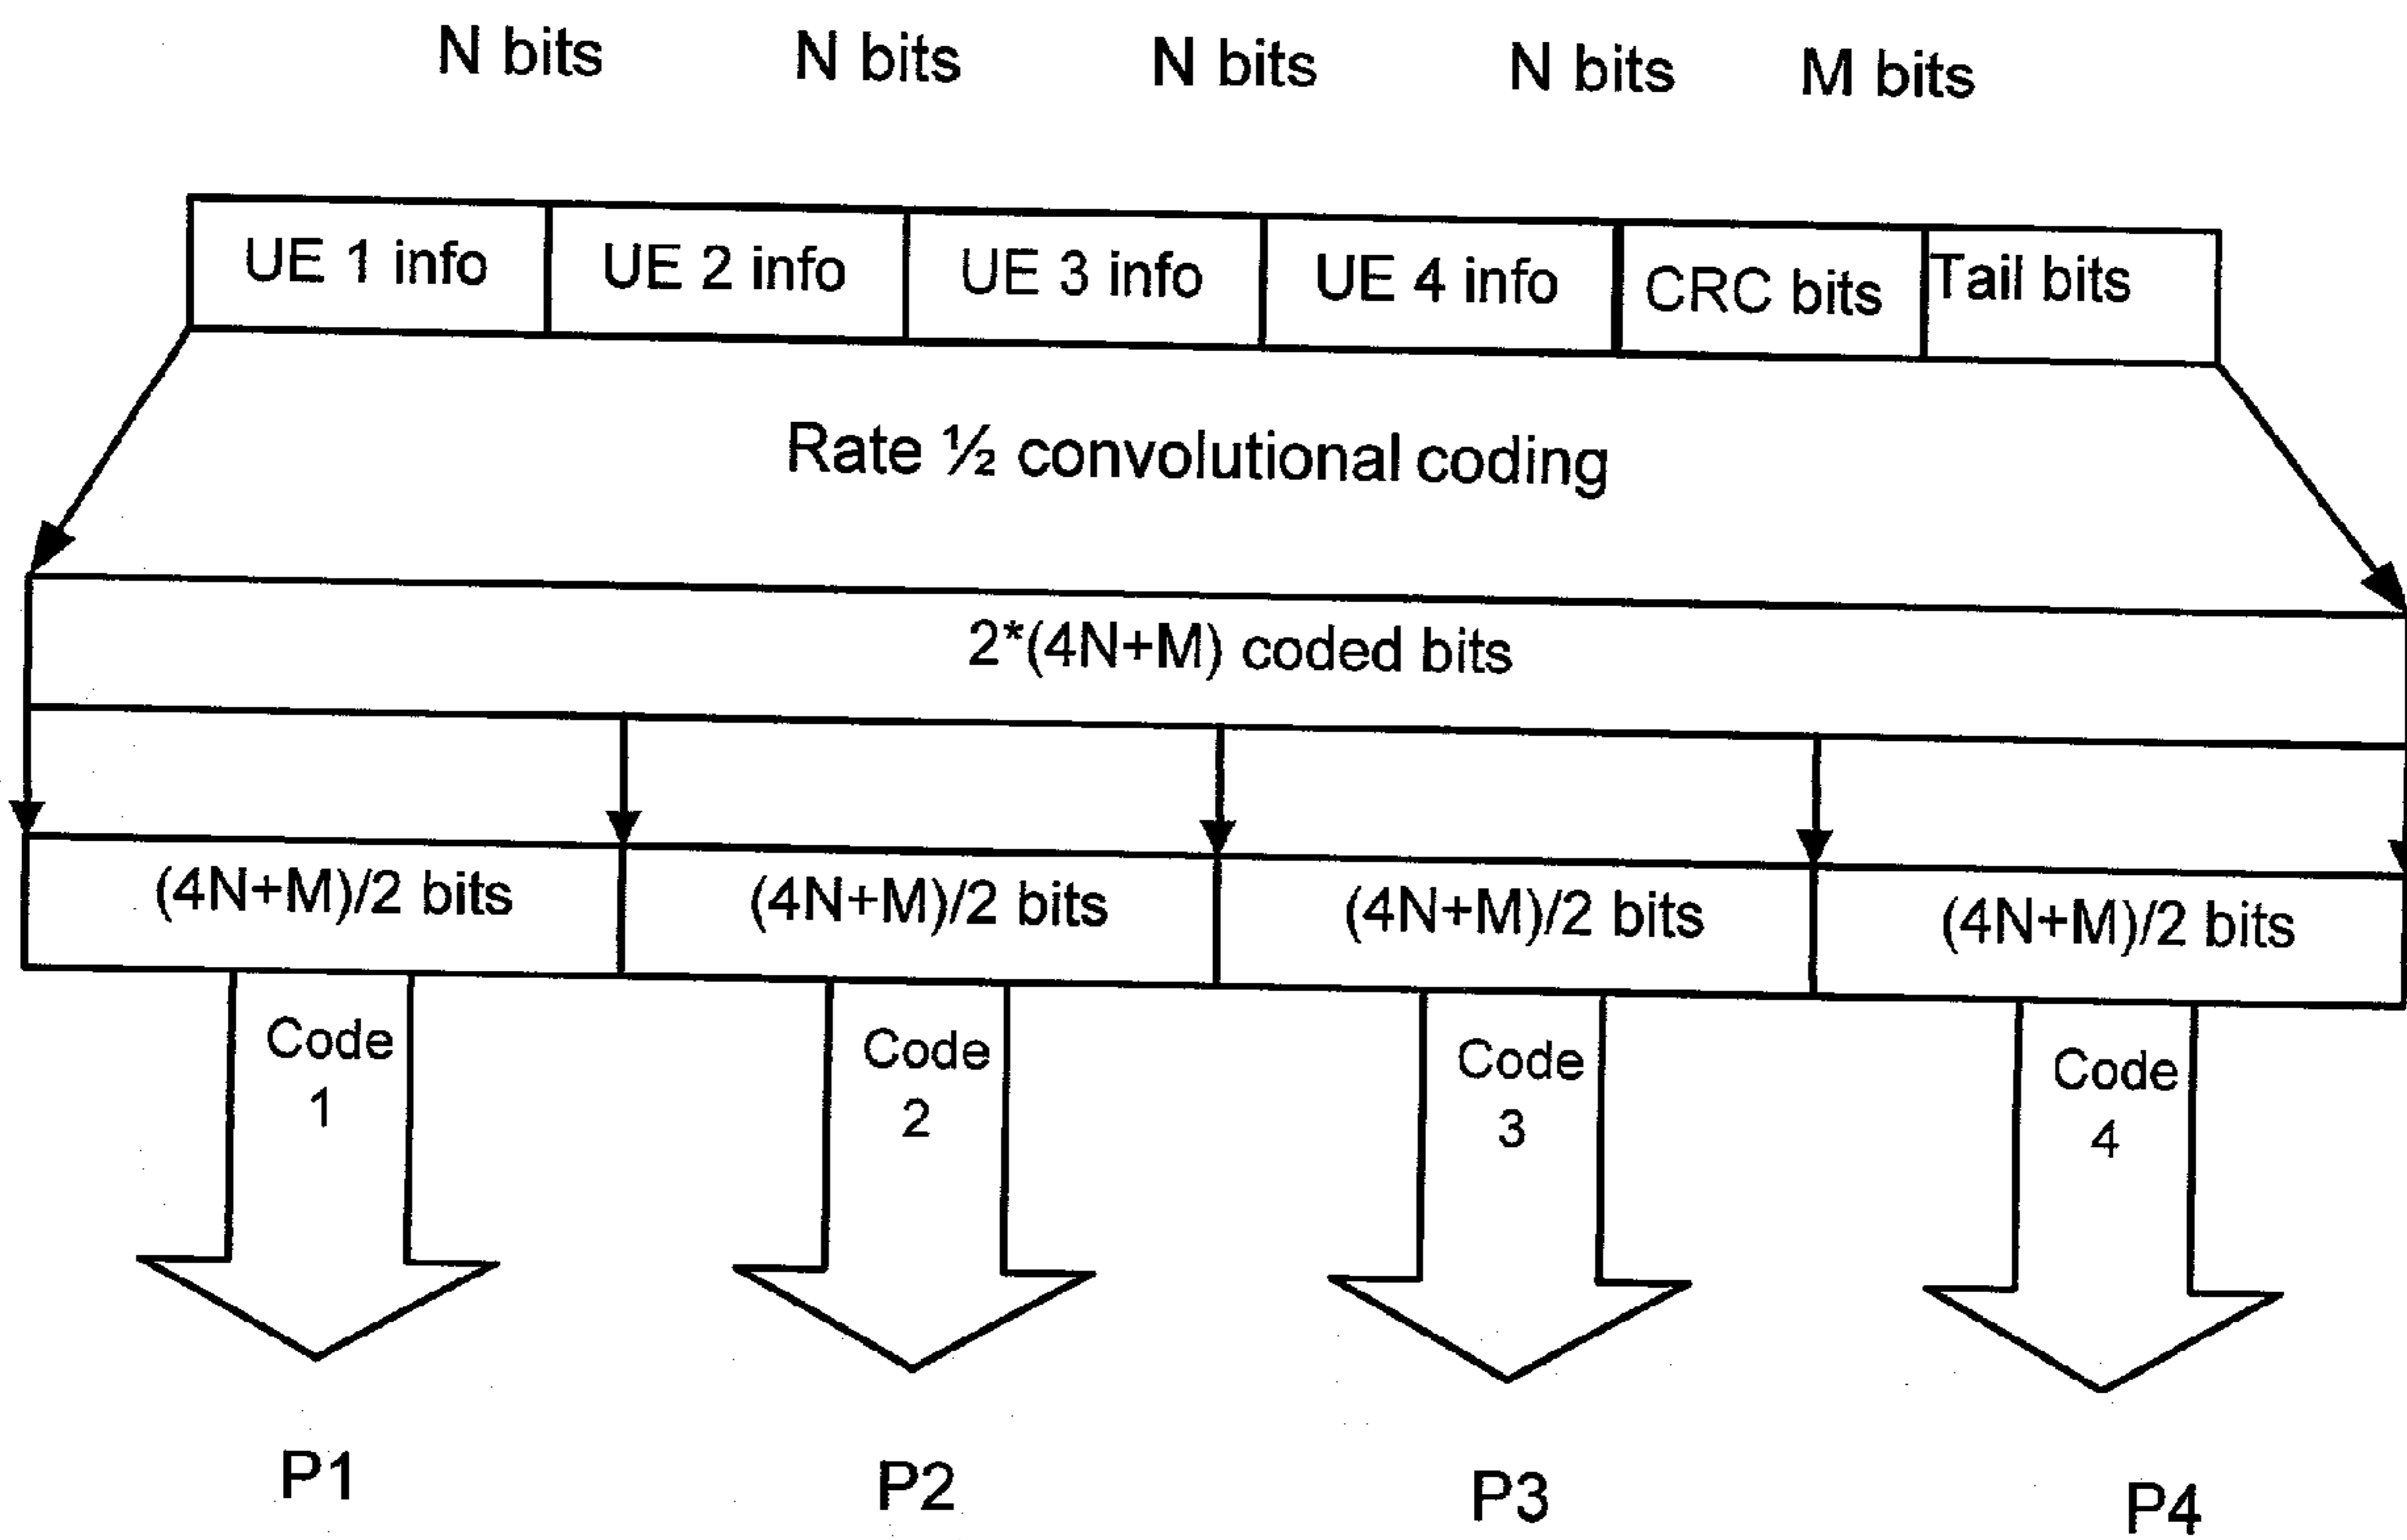 N bits N bits N bits N bits M bits
UE 1 info UE 2 info UE 3 info UE 4 info CRC bits Tail bits
Rate ½ convolutional coding
2*(4N+M) coded bits
(4N+M)/2 bits (4N+M)/2 bits (4N+M)/2 bits (4N+M)/2 bits
Code Code Code Code
1 2 3 4
P1 P2 P3 P4